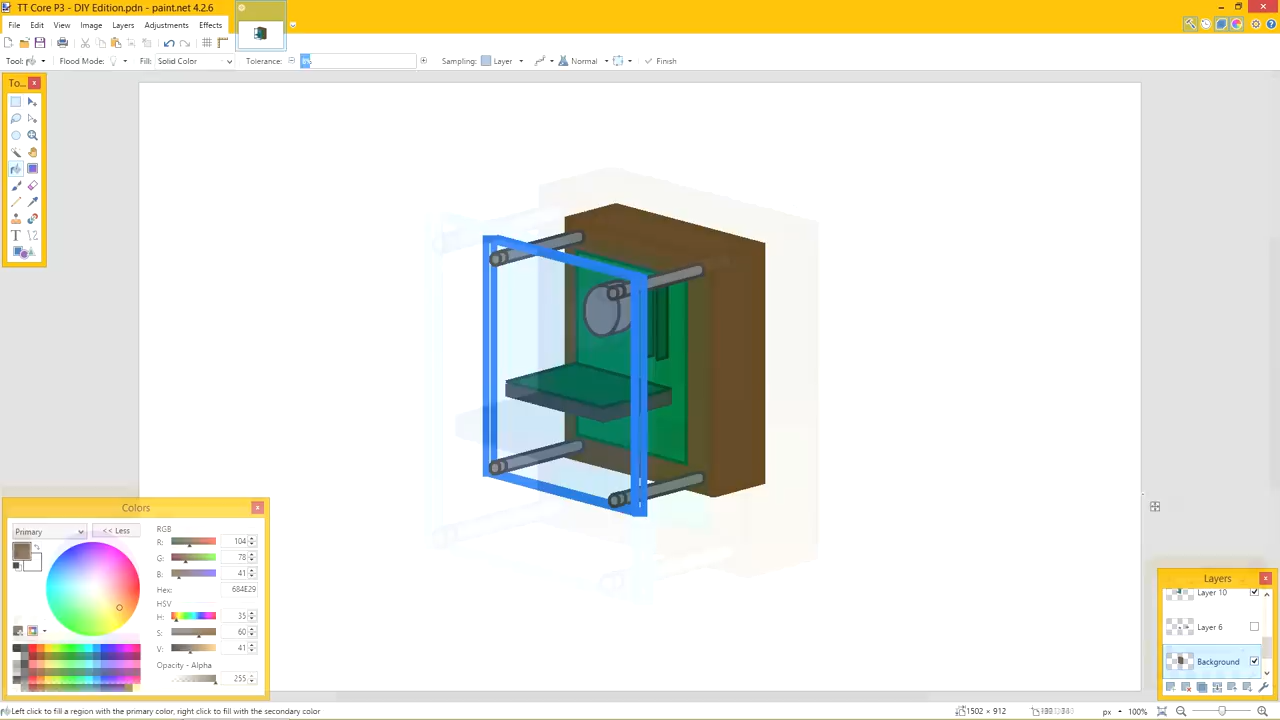 TT Core P3 - DIY Edition.pdn - paint.net 4.2.6
File Edit View Image Layers Adjustments Effects
Tool: Flood Mode: Fill: Solid Color Tolerance: Sampling: Layer Normal Finish
To...
Colors
Primary << Less RGB
R: 104
G: 78
B: 41
Hex: 684E29
HSV
H: 35
S: 60
V: 41
Opacity - Alpha
255
Layers
Layer 10
Layer 6
Background
Left click to fill a region with the primary color, right click to fill with the secondary color 1502 × 912 px 100%